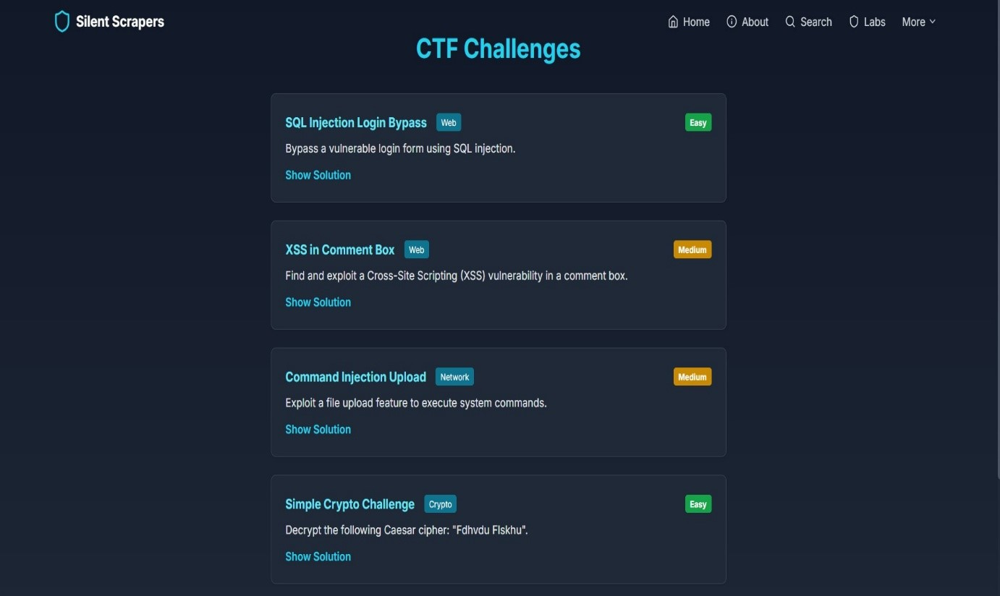 Silent Scrapers
Home About Search Labs More
CTF Challenges
SQL Injection Login Bypass Web Easy
Bypass a vulnerable login form using SQL injection.
Show Solution
XSS in Comment Box Web Medium
Find and exploit a Cross-Site Scripting (XSS) vulnerability in a comment box.
Show Solution
Command Injection Upload Network Medium
Exploit a file upload feature to execute system commands.
Show Solution
Simple Crypto Challenge Crypto Easy
Decrypt the following Caesar cipher: "Fdhvdu Flskhu".
Show Solution